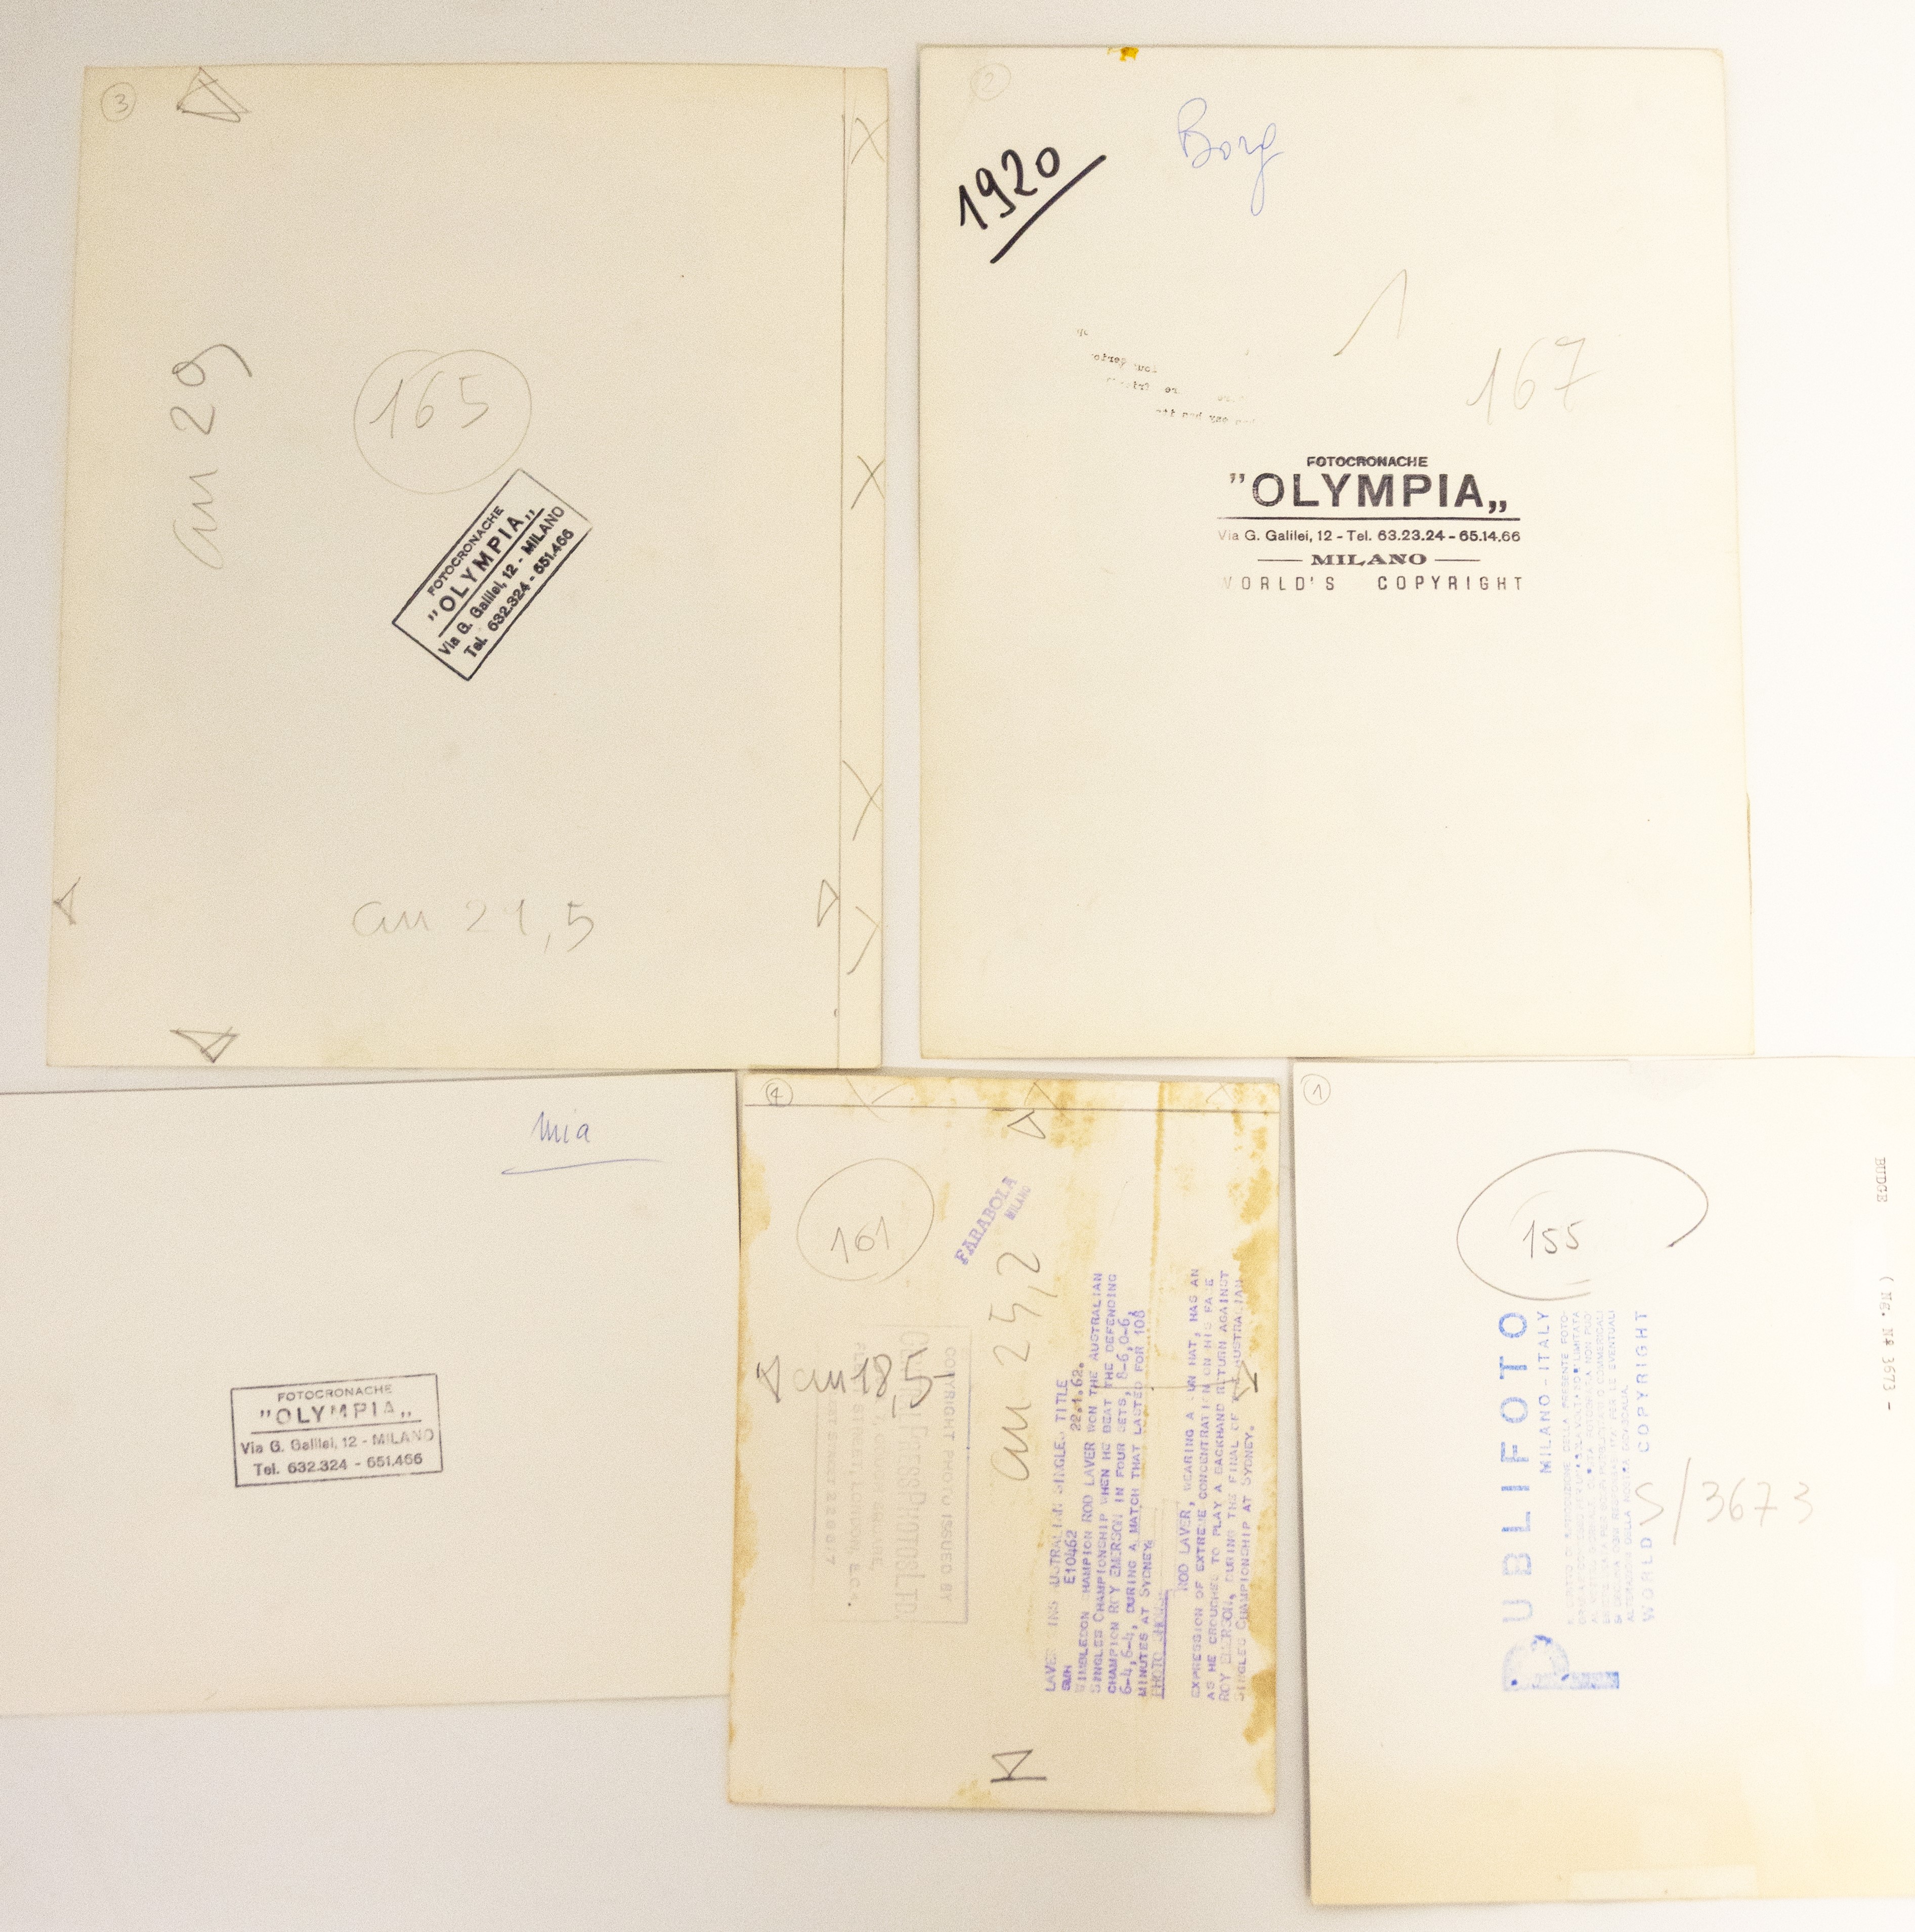 3
cm 29
165
FOTOCRONACHE
"OLYMPIA„
Via G. Galilei, 12 - MILANO
Tel. 632.324 - 651.466
cm 21,5
2
1920
Borg
1
167
FOTOCRONACHE
"OLYMPIA„
Via G. Galilei, 12 - Tel. 63.23.24 - 65.14.66
MILANO
WORLD'S COPYRIGHT
mia
FOTOCRONACHE
"OLYMPIA„
Via G. Galilei, 12 - MILANO
Tel. 632.324 - 651.466
4
161
FARABOLA
MILANO
cm 18,5
cm 25,2
COPYRIGHT PHOTO ISSUED BY
LONDON, E.C.4.
SINGLES TITLE
E10462 22.1.62.
WIMBLEDON CHAMPION ROD LAVER WON THE AUSTRALIAN
SINGLES CHAMPIONSHIP WHEN HE BEAT THE DEFENDING
CHAMPION ROY EMERSON IN FOUR SETS, 8-6, 0-6,
6-4, 6-4, DURING A MATCH THAT LASTED FOR 108
MINUTES AT SYDNEY.
ROD LAVER, WEARING A SUN HAT, HAS AN
EXPRESSION OF EXTREME CONCENTRATION ON HIS FACE
AS HE CROUCHES TO PLAY A BACKHAND RETURN AGAINST
ROY EMERSON, DURING THE FINAL OF THE AUSTRALIAN
SINGLES CHAMPIONSHIP AT SYDNEY.
1
155
PUBLIFOTO
MILANO - ITALY
WORLD COPYRIGHT
S/3673
BUDGE (Ng. Nº 3673 -